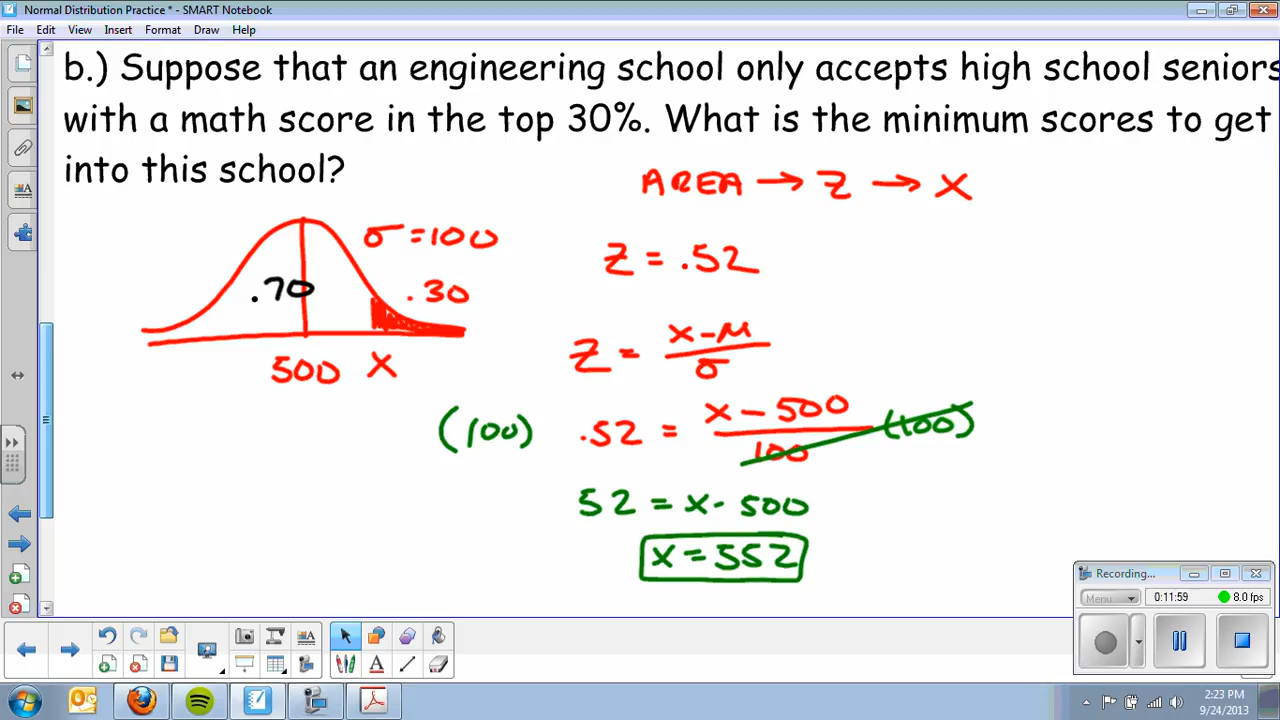 Normal Distribution Practice * - SMART Notebook
File Edit View Insert Format Draw Help
b.) Suppose that an engineering school only accepts high school seniors
with a math score in the top 30%. What is the minimum scores to get
into this school?
AREA → Z → X
σ = 100
Z = .52
.70
.30
Z = x - μ
σ
500 X
(100) .52 = x - 500 (100)
100
52 = x - 500
x = 552
Recording...
Menu
0:11:59
8.0 fps
A
2:23 PM
9/24/2013